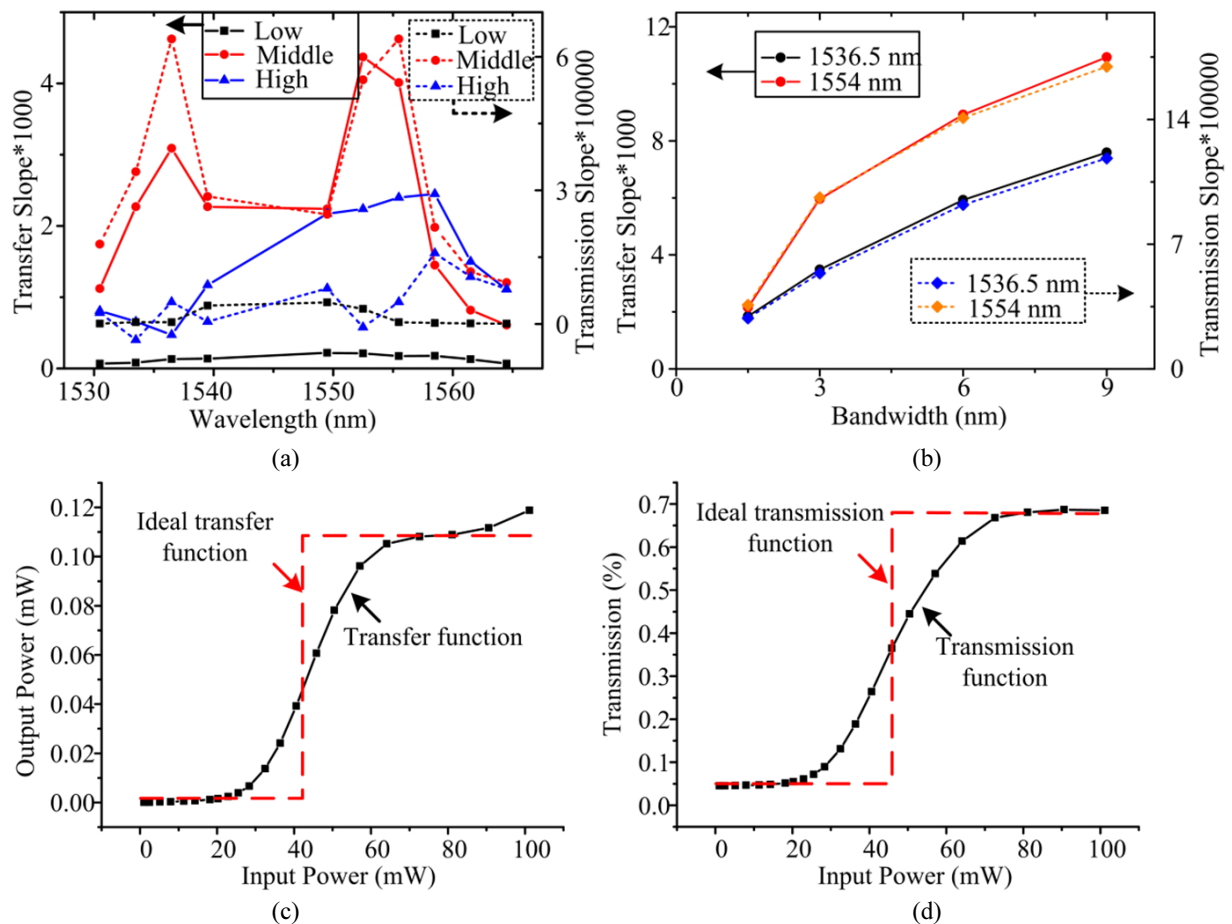 Low
Middle
High
Low
Middle
High
Transfer Slope*1000
4
2
0
6
3
0
Transmission Slope*100000
1530
1540
1550
1560
Wavelength (nm)
(a)
1536.5 nm
1554 nm
Transfer Slope*1000
12
8
4
0
14
7
0
Transmission Slope*100000
1536.5 nm
1554 nm
0
3
6
9
Bandwidth (nm)
(b)
Output Power (mW)
0.12
0.10
0.08
0.06
0.04
0.02
0.00
Ideal transfer
function
Transfer function
0
20
40
60
80
100
Input Power (mW)
(c)
Transmission (%)
0.7
0.6
0.5
0.4
0.3
0.2
0.1
0.0
Ideal transmission
function
Transmission
function
0
20
40
60
80
100
Input Power (mW)
(d)